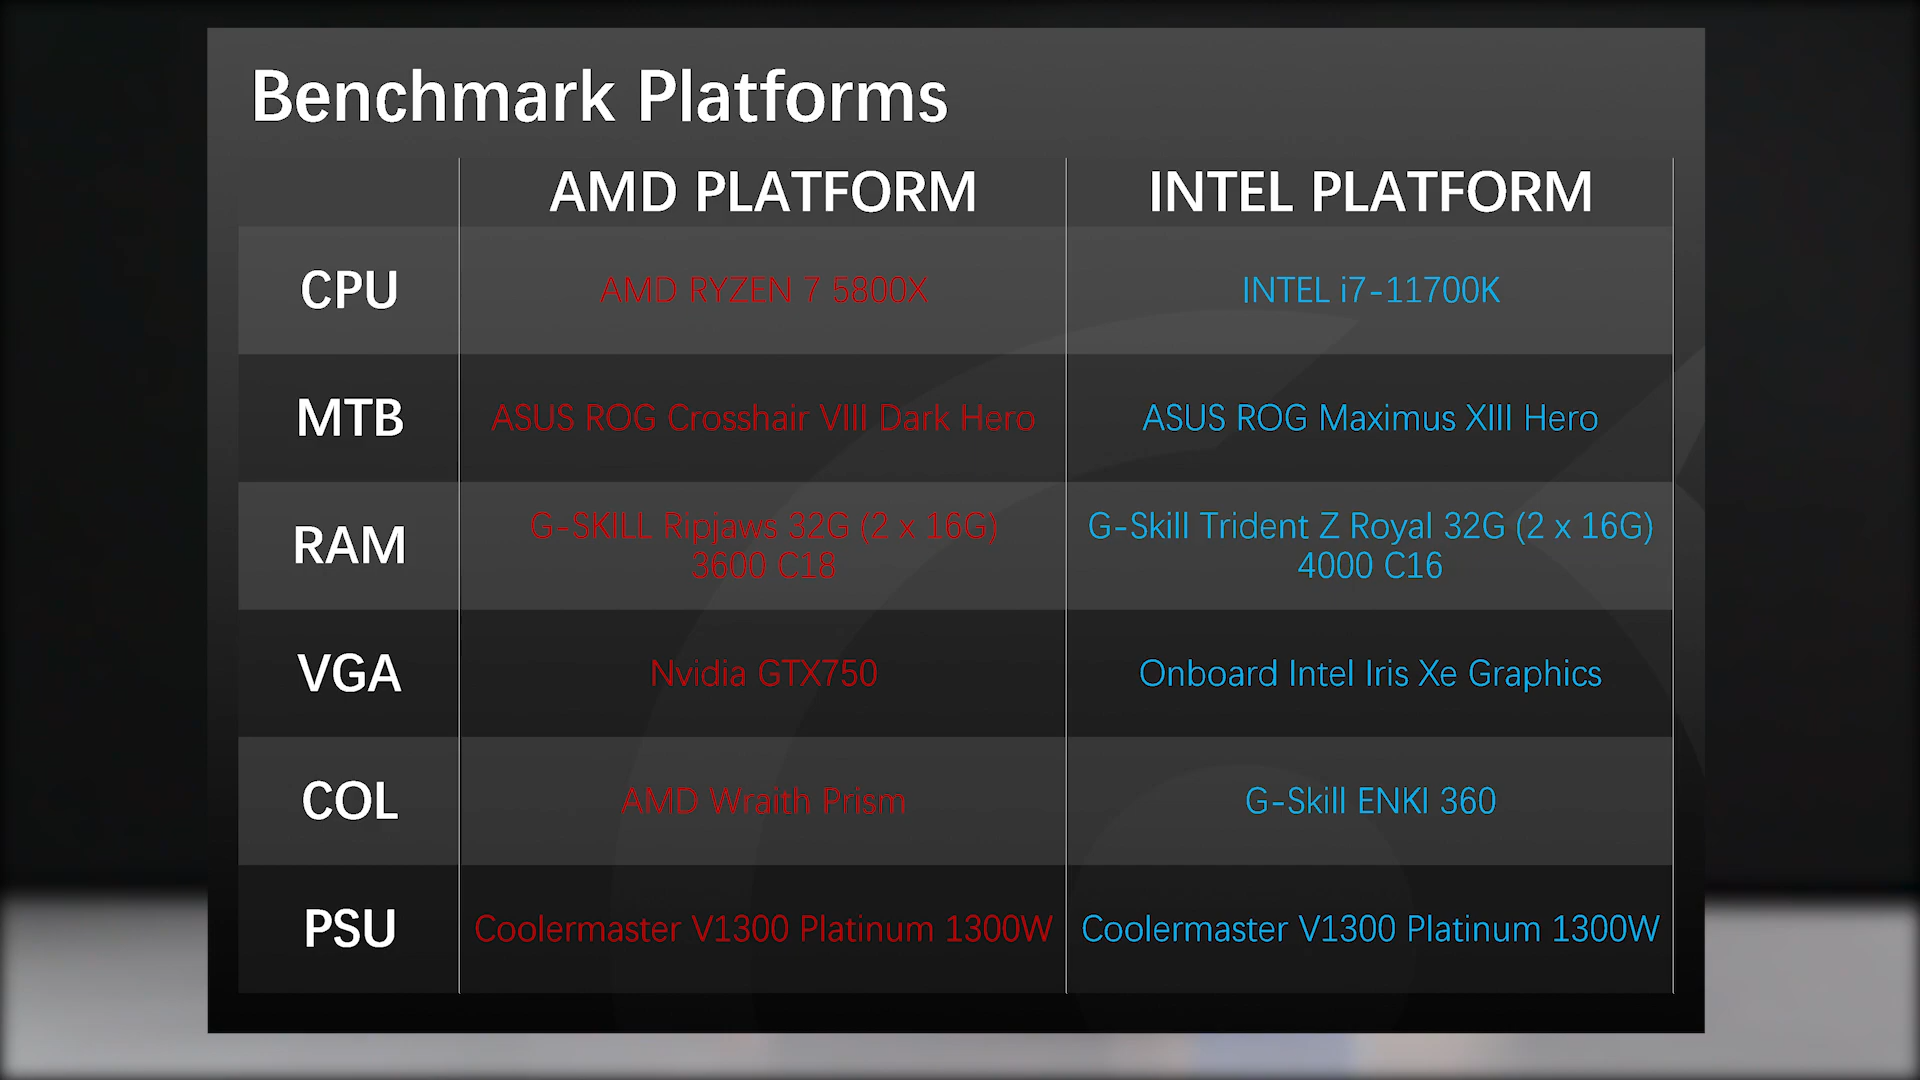 Benchmark Platforms
AMD PLATFORM INTEL PLATFORM
CPU AMD RYZEN 7 5800X INTEL i7-11700K
MTB ASUS ROG Crosshair VIII Dark Hero ASUS ROG Maximus XIII Hero
RAM G-SKILL Ripjaws 32G (2 x 16G) 3600 C18 G-Skill Trident Z Royal 32G (2 x 16G) 4000 C16
VGA Nvidia GTX750 Onboard Intel Iris Xe Graphics
COL AMD Wraith Prism G-Skill ENKI 360
PSU Coolermaster V1300 Platinum 1300W Coolermaster V1300 Platinum 1300W